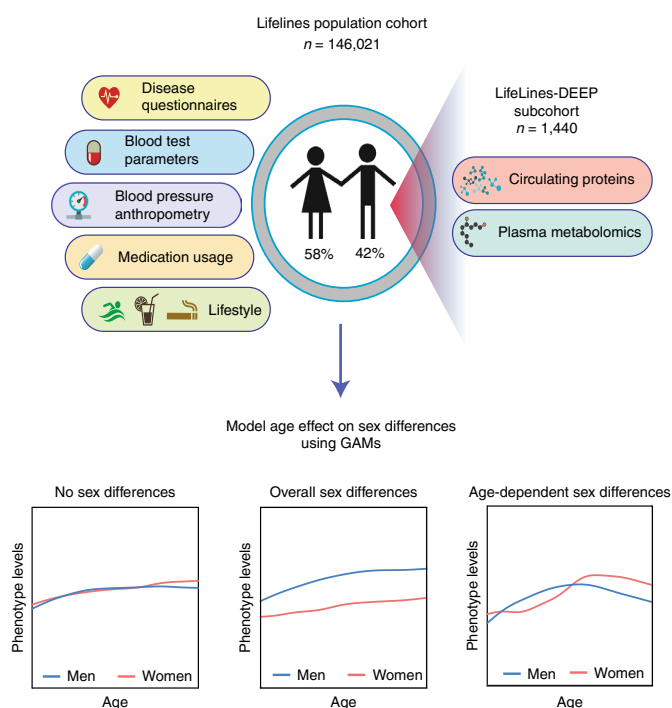 Lifelines population cohort
n = 146,021
Disease
questionnaires
Blood test
parameters
Blood pressure
anthropometry
Medication usage
Lifestyle
58%
42%
LifeLines-DEEP
subcohort
n = 1,440
Circulating proteins
Plasma metabolomics
Model age effect on sex differences
using GAMs
No sex differences
Phenotype levels
Men
Women
Age
Overall sex differences
Phenotype levels
Men
Women
Age
Age-dependent sex differences
Phenotype levels
Men
Women
Age